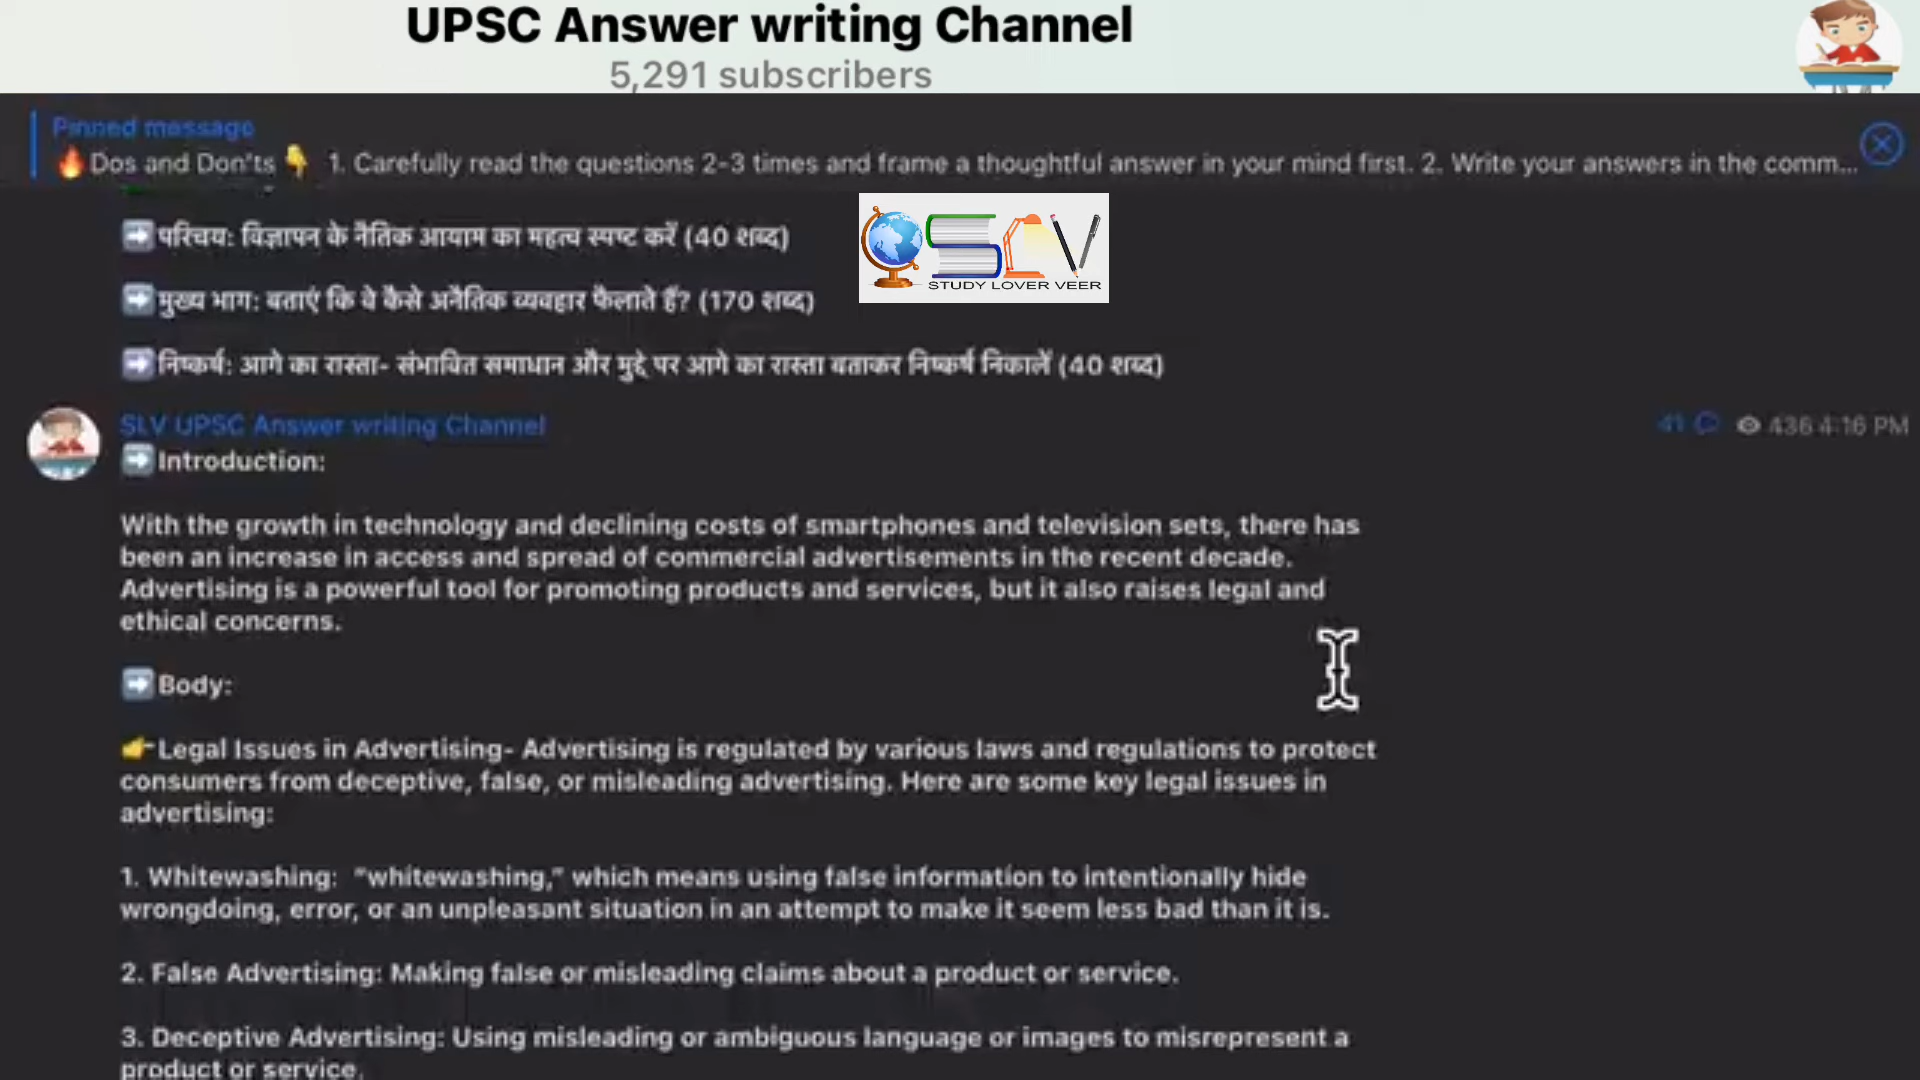 UPSC Answer writing Channel
5,291 subscribers
Pinned message
🔥Dos and Don'ts👇 1. Carefully read the questions 2-3 times and frame a thoughtful answer in your mind first. 2. Write your answers in the comm...
➡️परिचय: विज्ञापन के नैतिक आयाम का महत्व स्पष्ट करें (40 शब्द)
STUDY LOVER VEER
➡️मुख्य भाग: बताएं कि वे कैसे अनैतिक व्यवहार फैलाते हैं? (170 शब्द)
➡️निष्कर्ष: आगे का रास्ता- संभावित समाधान और मुद्दे पर आगे का रास्ता बताकर निष्कर्ष निकालें (40 शब्द)
SLV UPSC Answer writing Channel
41 436 4:16 PM
➡️Introduction:
With the growth in technology and declining costs of smartphones and television sets, there has
been an increase in access and spread of commercial advertisements in the recent decade.
Advertising is a powerful tool for promoting products and services, but it also raises legal and
ethical concerns.
➡️Body:
👉Legal Issues in Advertising- Advertising is regulated by various laws and regulations to protect
consumers from deceptive, false, or misleading advertising. Here are some key legal issues in
advertising:
1. Whitewashing: "whitewashing," which means using false information to intentionally hide
wrongdoing, error, or an unpleasant situation in an attempt to make it seem less bad than it is.
2. False Advertising: Making false or misleading claims about a product or service.
3. Deceptive Advertising: Using misleading or ambiguous language or images to misrepresent a
product or service.